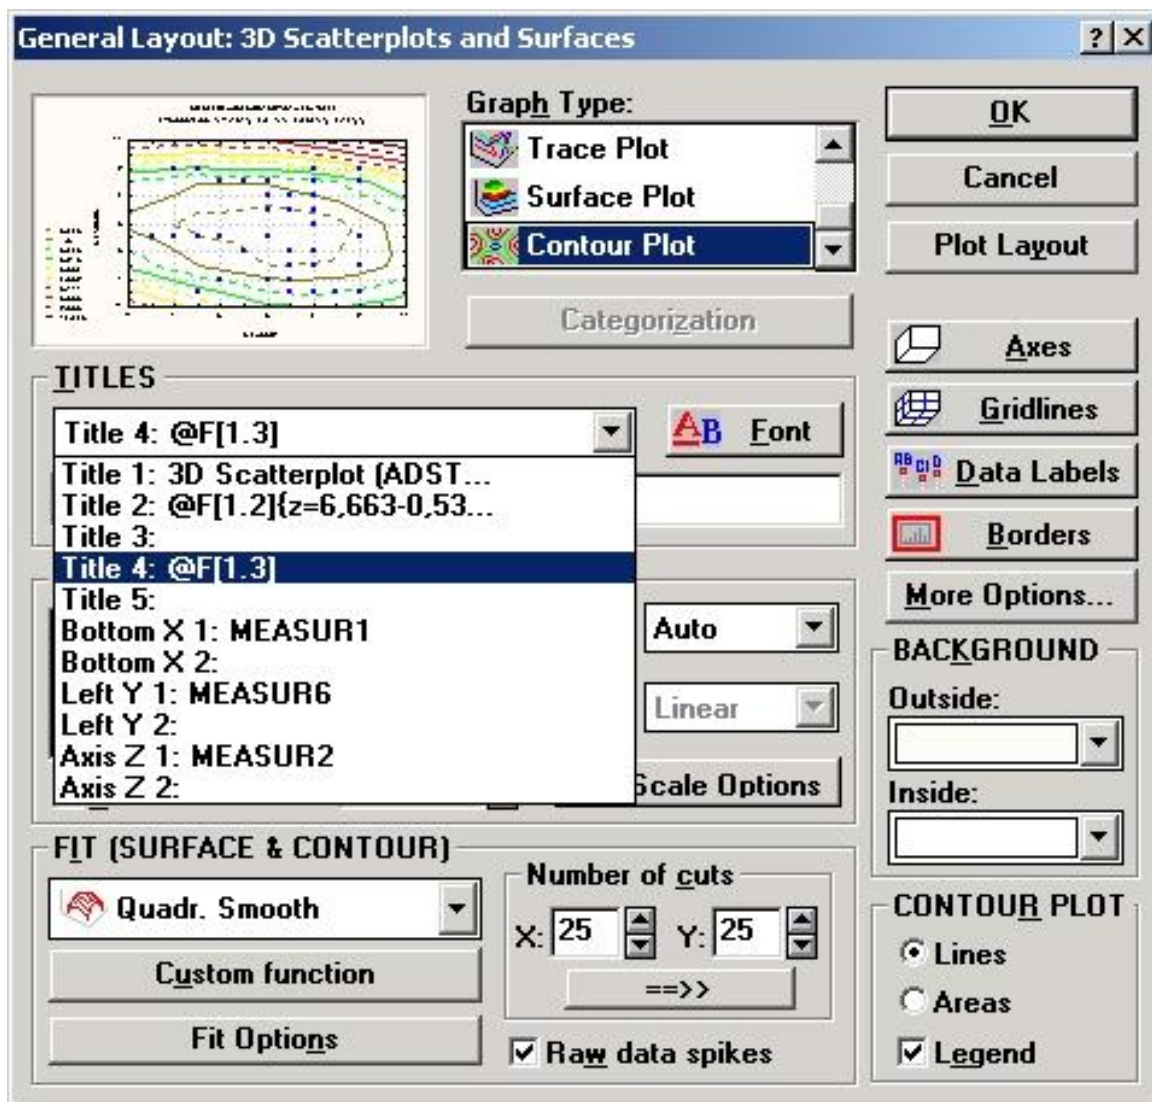 General Layout: 3D Scatterplots and Surfaces
Graph Type:
Trace Plot
Surface Plot
Contour Plot
Categorization
OK
Cancel
Plot Layout
Axes
Gridlines
Data Labels
Borders
More Options...
TITLES
Title 4: @F[1.3]
AB Font
Title 1: 3D Scatterplot (ADST...
Title 2: @F[1.2]{z=6,663-0,53...
Title 3:
Title 4: @F[1.3]
Title 5:
Bottom X 1: MEASUR1
Bottom X 2:
Left Y 1: MEASUR6
Left Y 2:
Axis Z 1: MEASUR2
Axis Z 2:
Auto
Linear
Scale Options
BACKGROUND
Outside:
Inside:
FIT (SURFACE & CONTOUR)
Quadr. Smooth
Custom function
Fit Options
Number of cuts
X: 25 Y: 25
==>>
Raw data spikes
CONTOUR PLOT
Lines
Areas
Legend